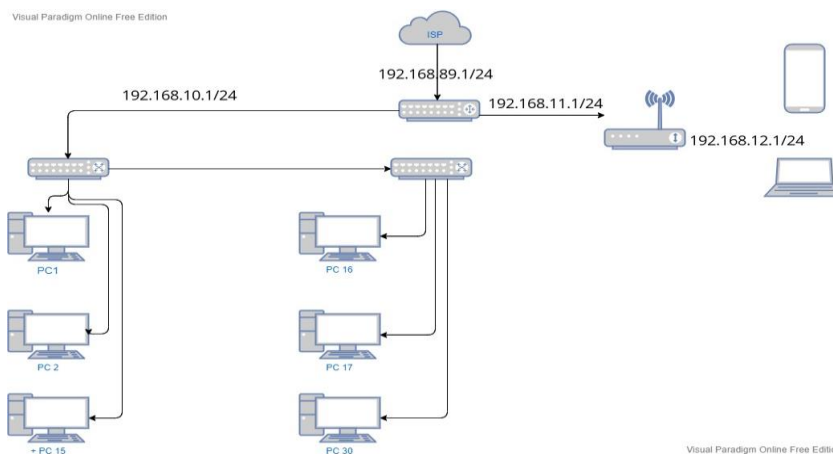 Visual Paradigm Online Free Edition
ISP
192.168.89.1/24
192.168.10.1/24
192.168.11.1/24
192.168.12.1/24
PC1
PC 16
PC 2
PC 17
+ PC 15
PC 30
Visual Paradigm Online Free Editio